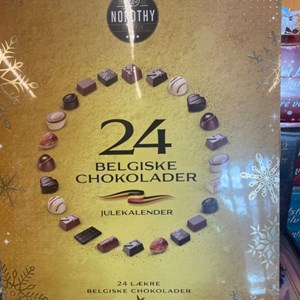 NORDTHY
24
BELGISKE
CHOKOLADER
JULEKALENDER
24 LÆKRE
BELGISKE CHOKOLADER